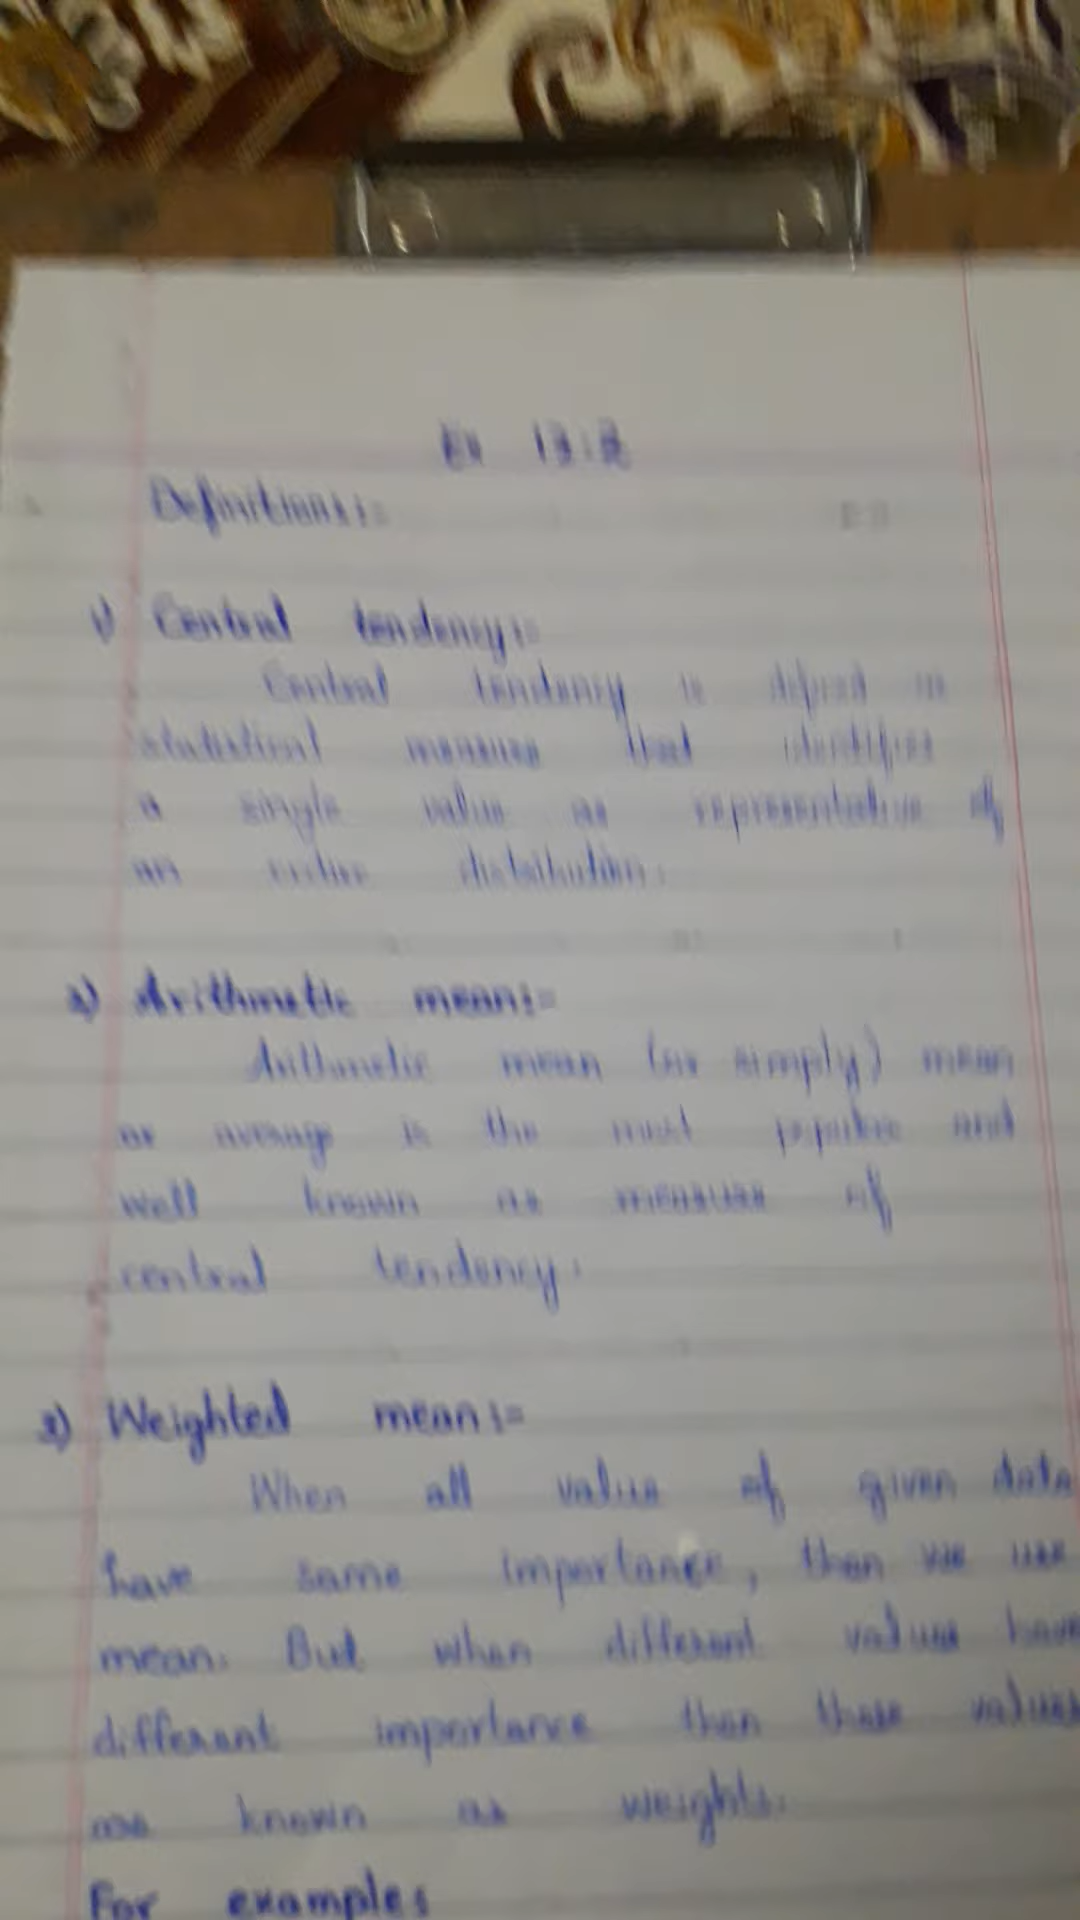 Ex 13.2
Definitions:-
1) Central tendency:-
Central tendency is defined as
statistical measure that identifies
a single value as representative of
an entire distribution.
2) Arithmetic mean:-
Arithmetic mean (or simply) mean
or average is the most popular and
well known as measure of
central tendency.
3) Weighted mean:-
When all value of given data
have same importance, then we use
mean. But when different values have
different importance then these values
are known as weights.
For example: